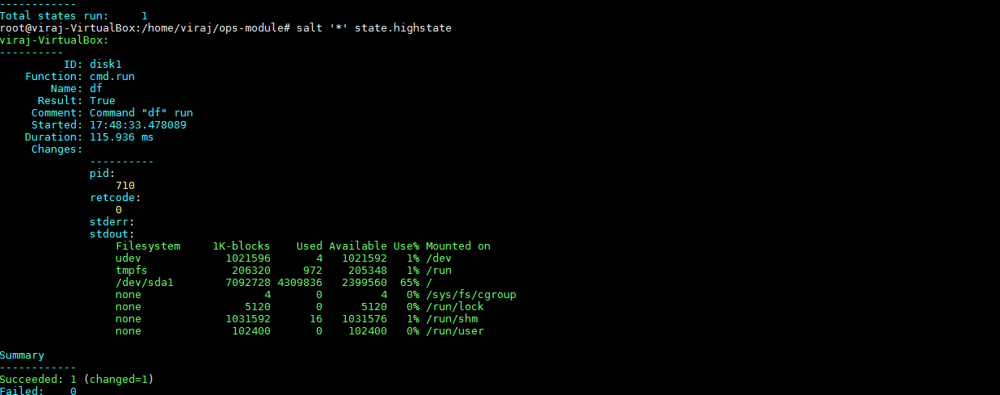 ------------
Total states run:     1
root@viraj-VirtualBox:/home/viraj/ops-module# salt '*' state.highstate
viraj-VirtualBox:
----------
          ID: disk1
    Function: cmd.run
        Name: df
      Result: True
     Comment: Command "df" run
     Started: 17:48:33.478089
    Duration: 115.936 ms
     Changes:
              ----------
              pid:
                  710
              retcode:
                  0
              stderr:
              stdout:
                  Filesystem     1K-blocks    Used Available Use% Mounted on
                  udev             1021596       4   1021592   1% /dev
                  tmpfs             206320     972    205348   1% /run
                  /dev/sda1        7092728 4309836   2399560  65% /
                  none                   4       0         4   0% /sys/fs/cgroup
                  none                5120       0      5120   0% /run/lock
                  none             1031592      16   1031576   1% /run/shm
                  none              102400       0    102400   0% /run/user

Summary
------------
Succeeded: 1 (changed=1)
Failed:    0